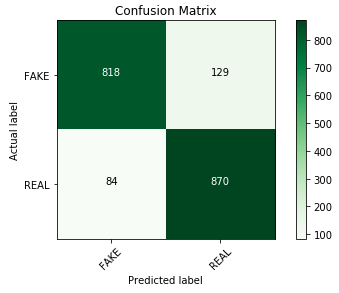 Confusion Matrix
Actual label
FAKE
818
129
REAL
84
870
FAKE
REAL
Predicted label
800
700
600
500
400
300
200
100